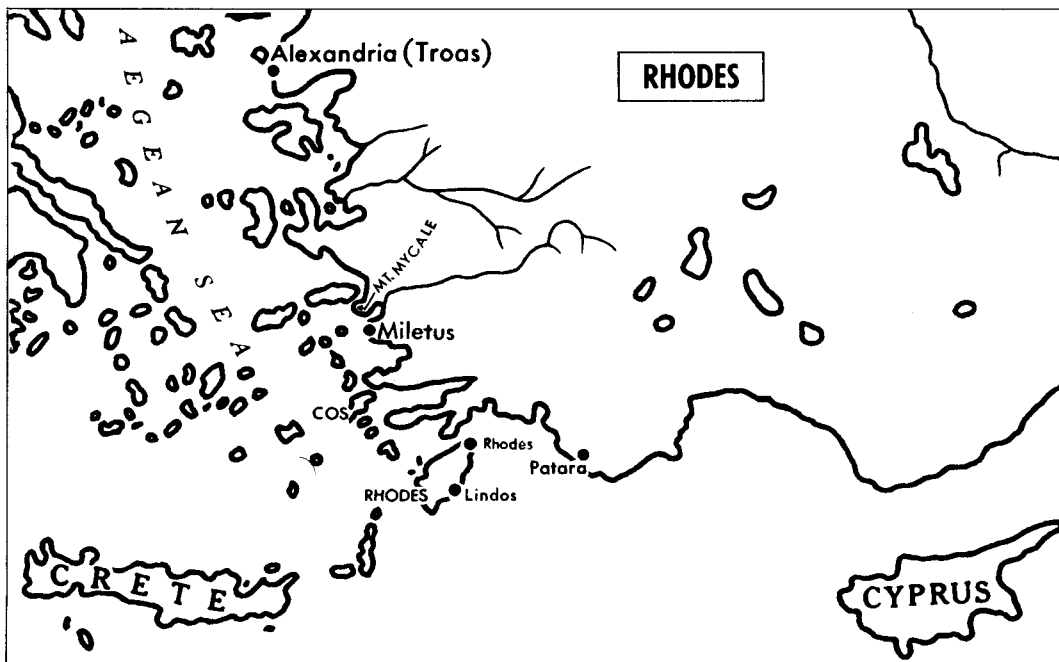 RHODES
Alexandria (Troas)
AEGEAN SEA
MT. MYCALE
Miletus
COS
Rhodes
Patara
RHODES
Lindos
CRETE
CYPRUS